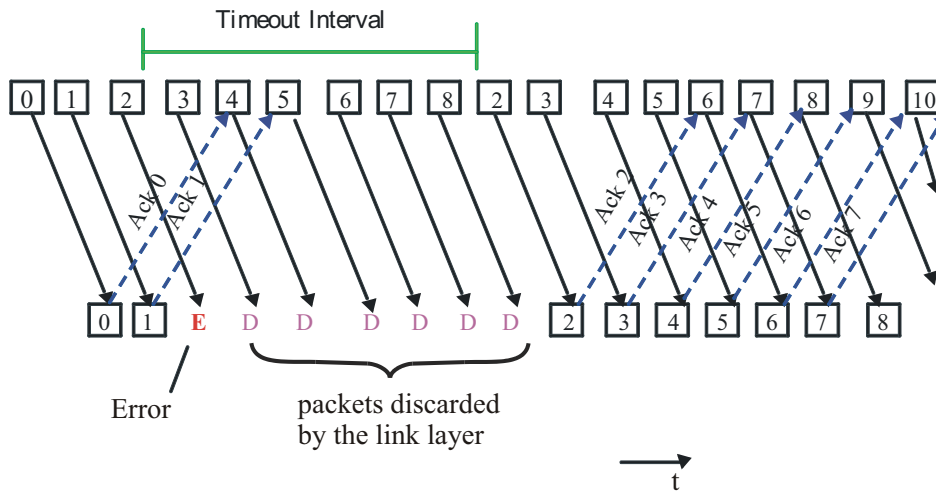 Timeout Interval
0 1 2 3 4 5 6 7 8 2 3 4 5 6 7 8 9 10
Ack 0 Ack 1 Ack 2 Ack 3 Ack 4 Ack 5 Ack 6 Ack 7
0 1 E D D D D D D 2 3 4 5 6 7 8
Error
packets discarded
by the link layer
t